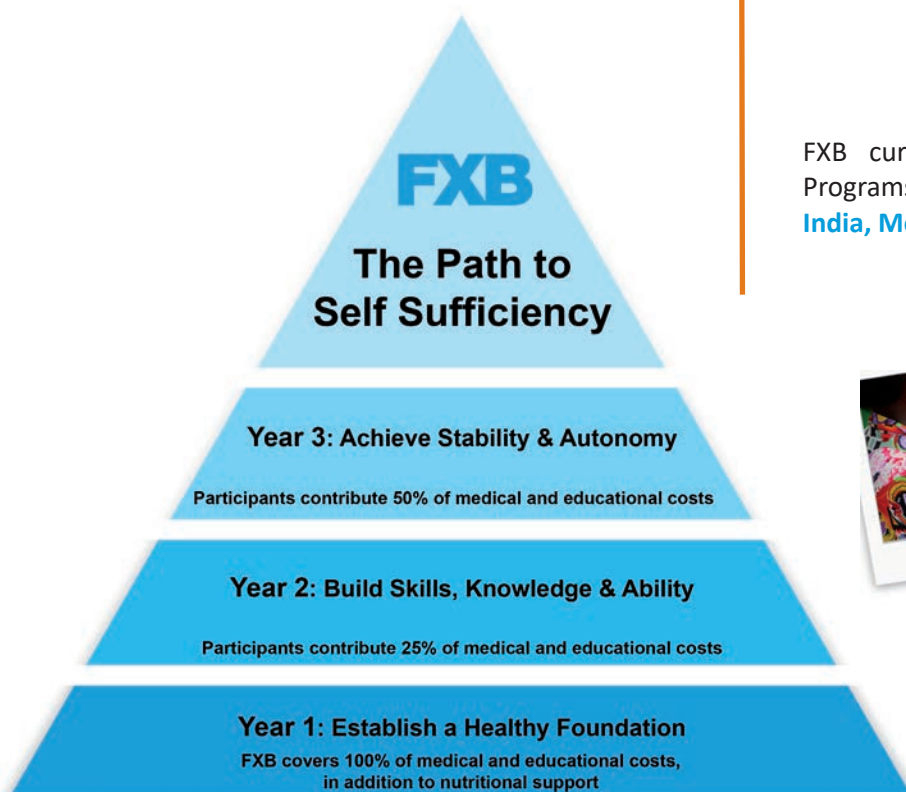 FXB
The Path to
Self Sufficiency
Year 3: Achieve Stability & Autonomy
Participants contribute 50% of medical and educational costs
Year 2: Build Skills, Knowledge & Ability
Participants contribute 25% of medical and educational costs
Year 1: Establish a Healthy Foundation
FXB covers 100% of medical and educational costs,
in addition to nutritional support
FXB
Programs
India,